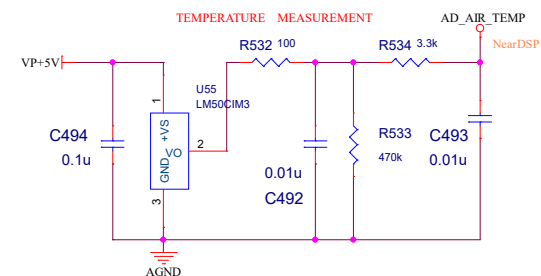 TEMPERATURE MEASUREMENT
AD_AIR_TEMP
NearDSP
R532 100
R534 3.3k
VP+5V
U55
LM50CIM3
1
+VS
VO
GND
2
3
C494
0.1u
0.01u
C492
R533
470k
C493
0.01u
AGND